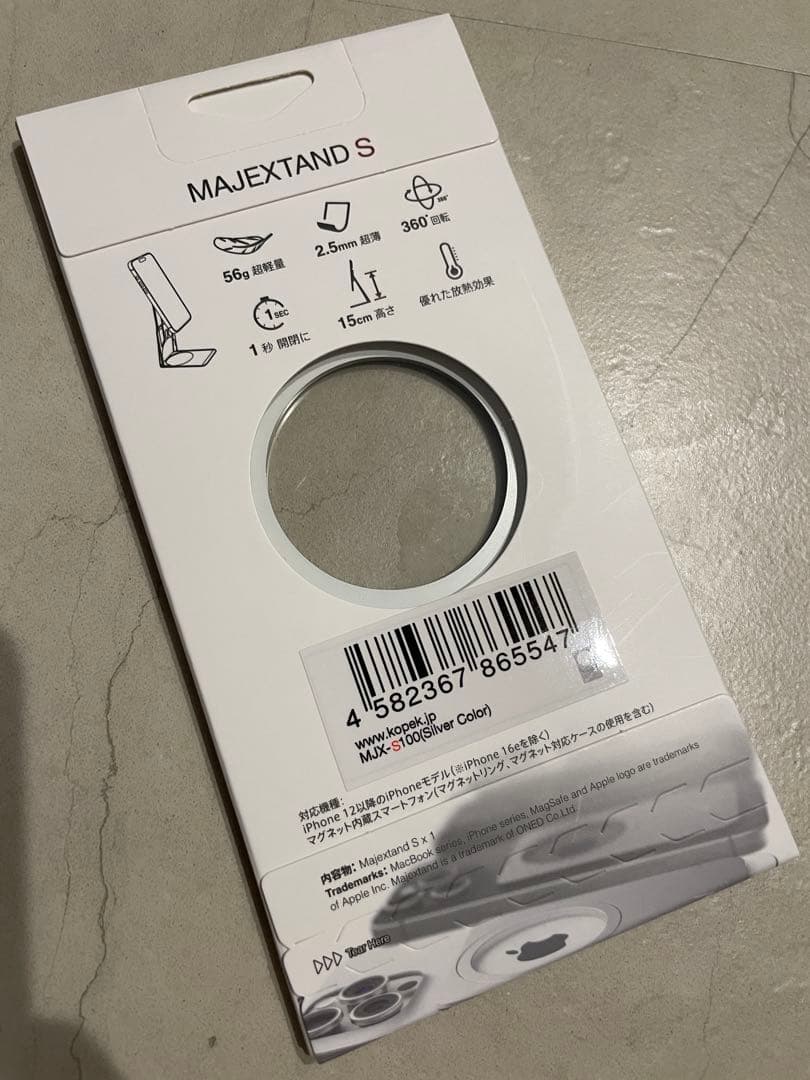 MAJEXTAND S
56g 超軽量
2.5mm 超薄
360°回転
360°
1 SEC
1 秒 開閉に
15cm 高さ
優れた放熱効果
4 582367 865547
www.kopek.jp
MJX-S100(Silver Color)
対応機種：
iPhone 12以降のiPhoneモデル(※iPhone 16eを除く)
マグネット内蔵スマートフォン(マグネットリング、マグネット対応ケースの使用を含む)
内容物： Majextand S x 1
Trademarks: MacBook series, iPhone series, MagSafe and Apple logo are trademarks
of Apple Inc. Majextand is a trademark of ONED Co.Ltd.
Tear Here